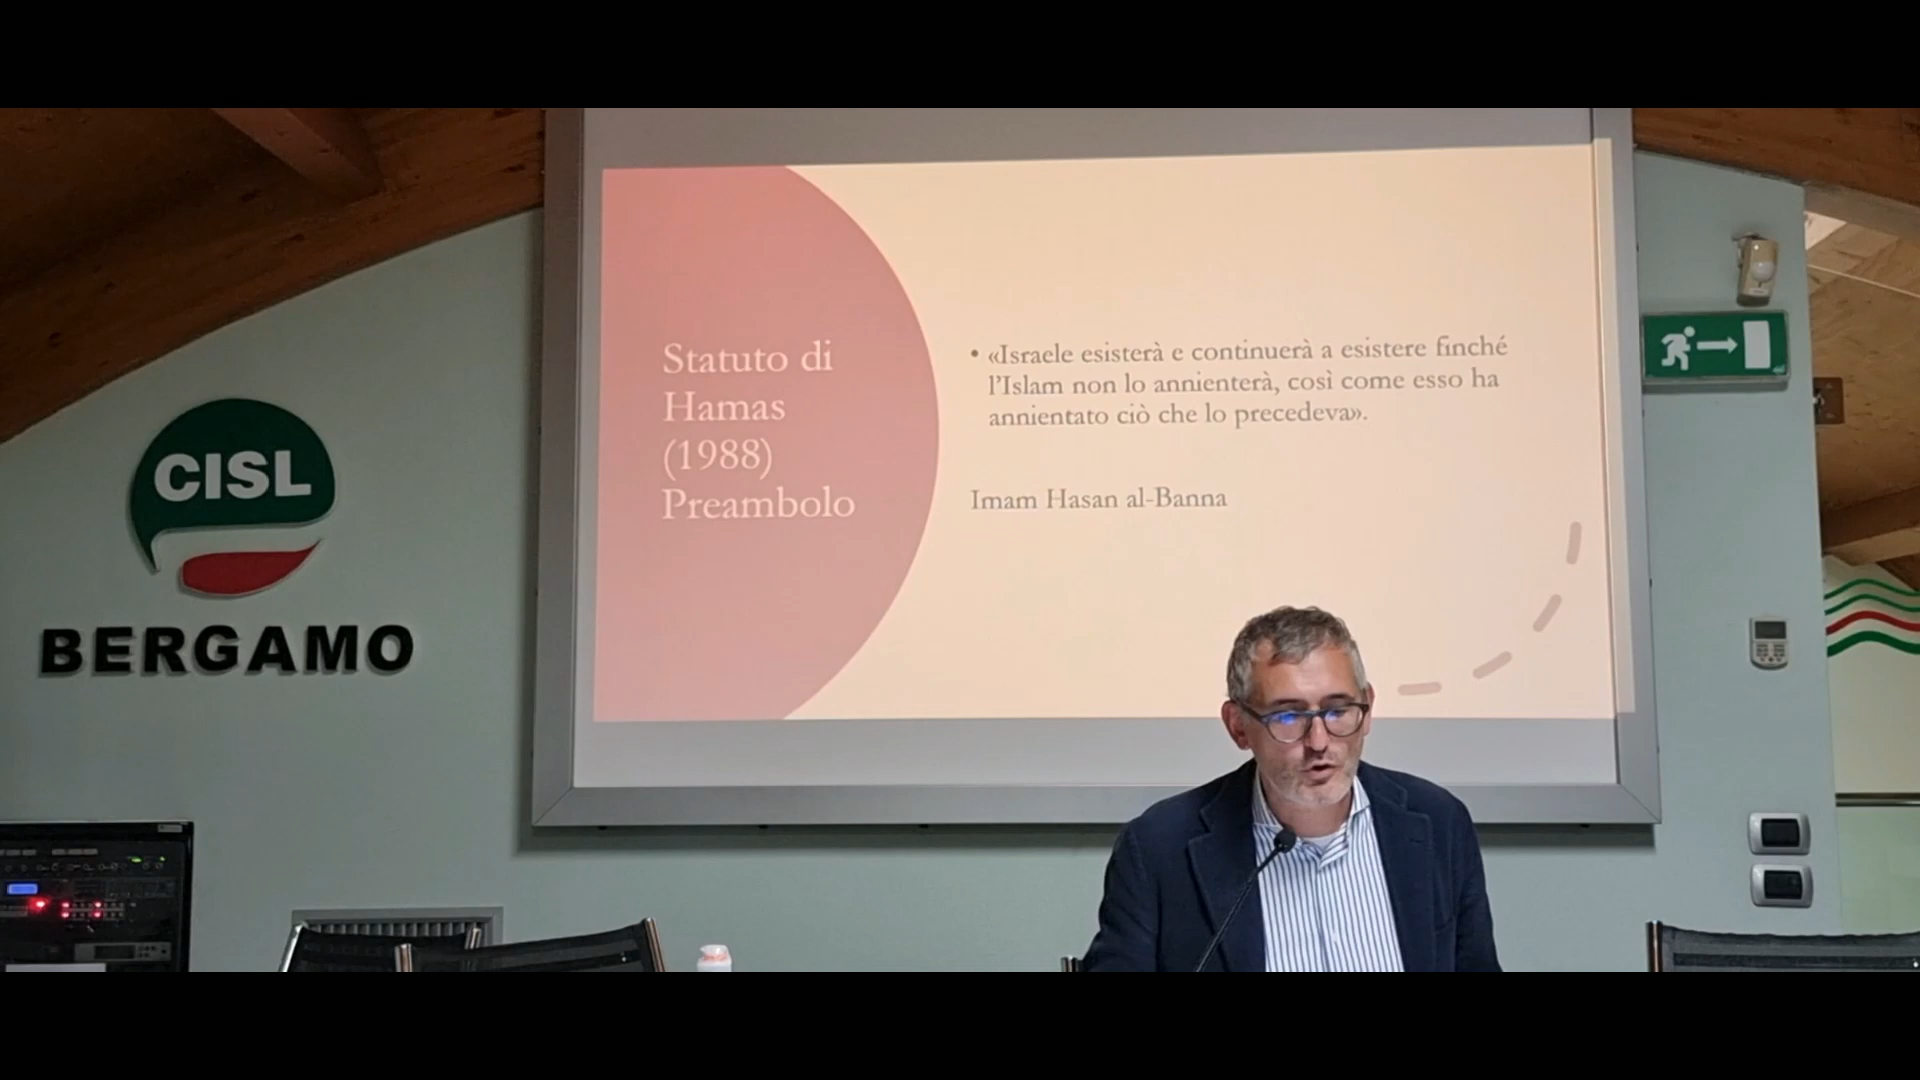 CISL
BERGAMO
Statuto di
Hamas
(1988)
Preambolo
• «Israele esisterà e continuerà a esistere finché
l’Islam non lo annienterà, così come esso ha
annientato ciò che lo precedeva».
Imam Hasan al-Banna